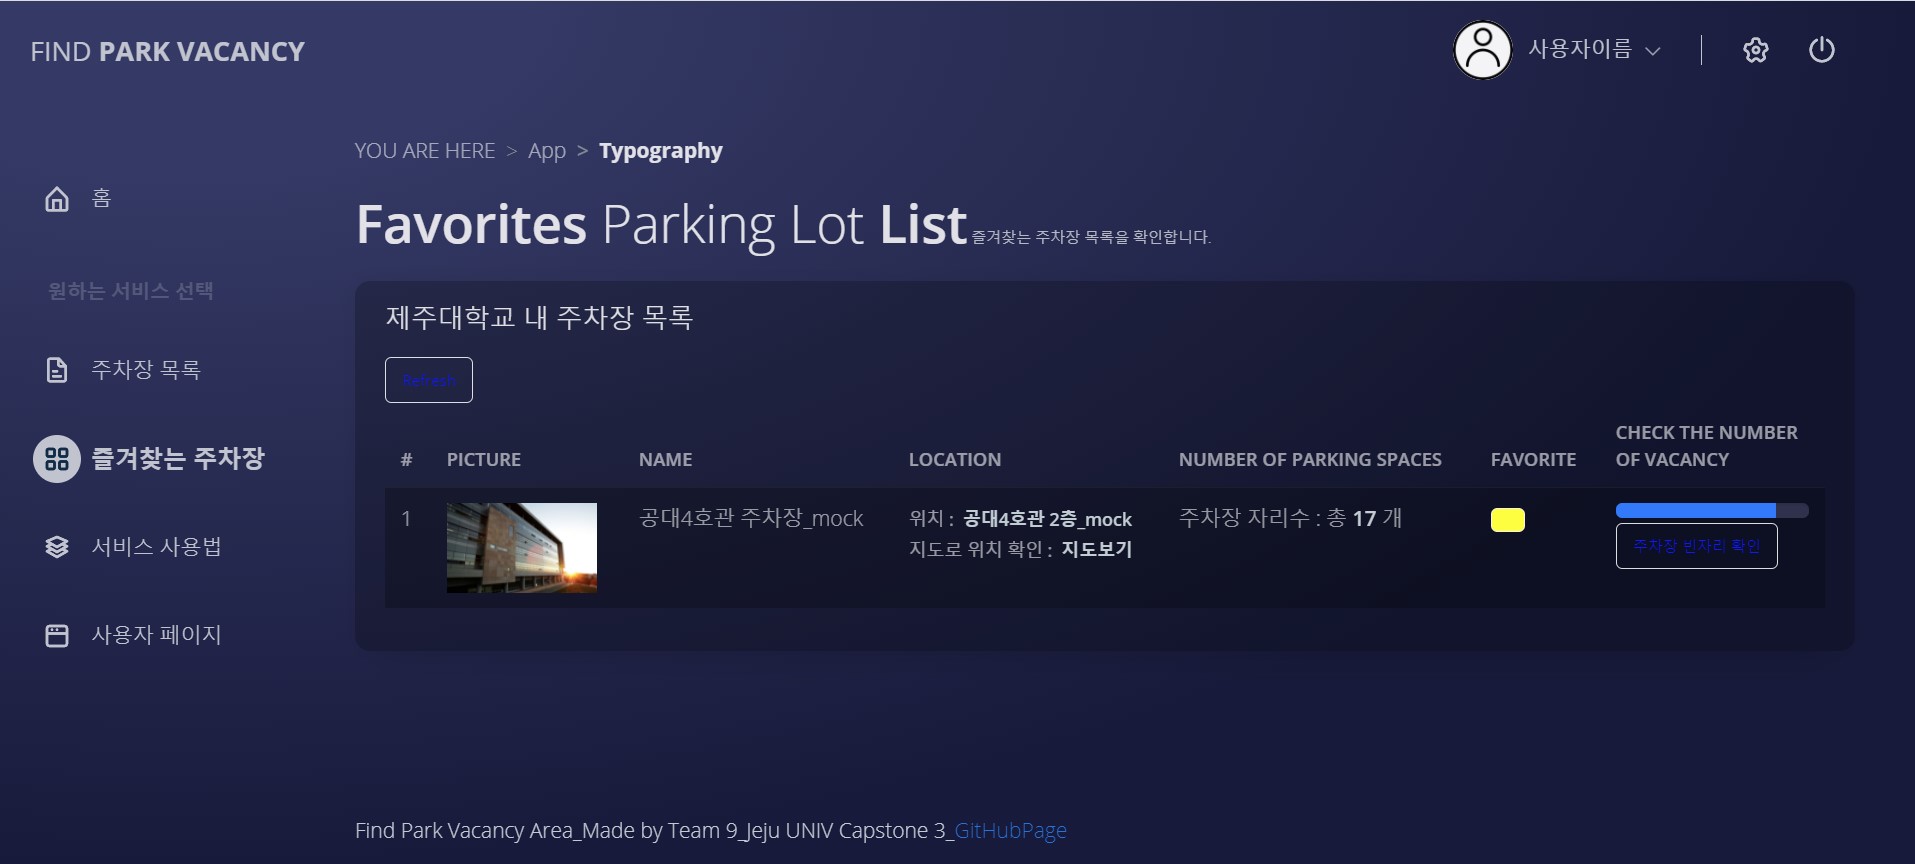 FIND PARK VACANCY
사용자이름
YOU ARE HERE > App > Typography
홈
Favorites Parking Lot List 즐겨찾는 주차장 목록을 확인합니다.
원하는 서비스 선택
제주대학교 내 주차장 목록
주차장 목록
Refresh
즐겨찾는 주차장
# PICTURE NAME LOCATION NUMBER OF PARKING SPACES FAVORITE CHECK THE NUMBER
OF VACANCY
1 공대4호관 주차장_mock 위치 : 공대4호관 2층_mock 주차장 자리수 : 총 17 개
지도로 위치 확인 : 지도보기
주차장 빈자리 확인
서비스 사용법
사용자 페이지
Find Park Vacancy Area_Made by Team 9_Jeju UNIV Capstone 3_GitHubPage